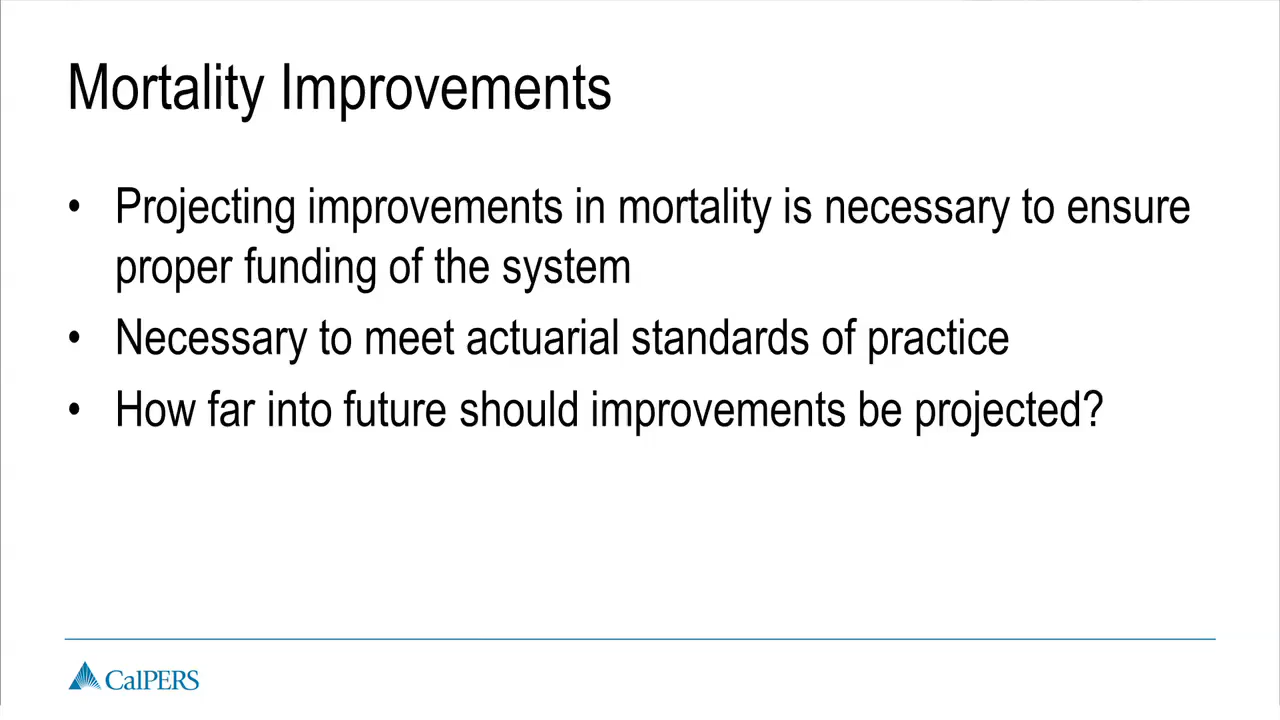 Mortality Improvements
• Projecting improvements in mortality is necessary to ensure
proper funding of the system
• Necessary to meet actuarial standards of practice
• How far into future should improvements be projected?
CalPERS